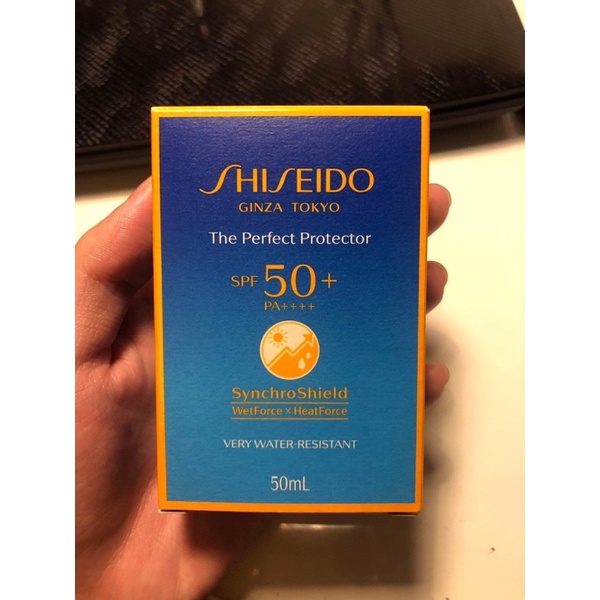 SHISEIDO
GINZA TOKYO
The Perfect Protector
SPF 50+
PA++++
SynchroShield
WetForce × HeatForce
VERY WATER-RESISTANT
50mL